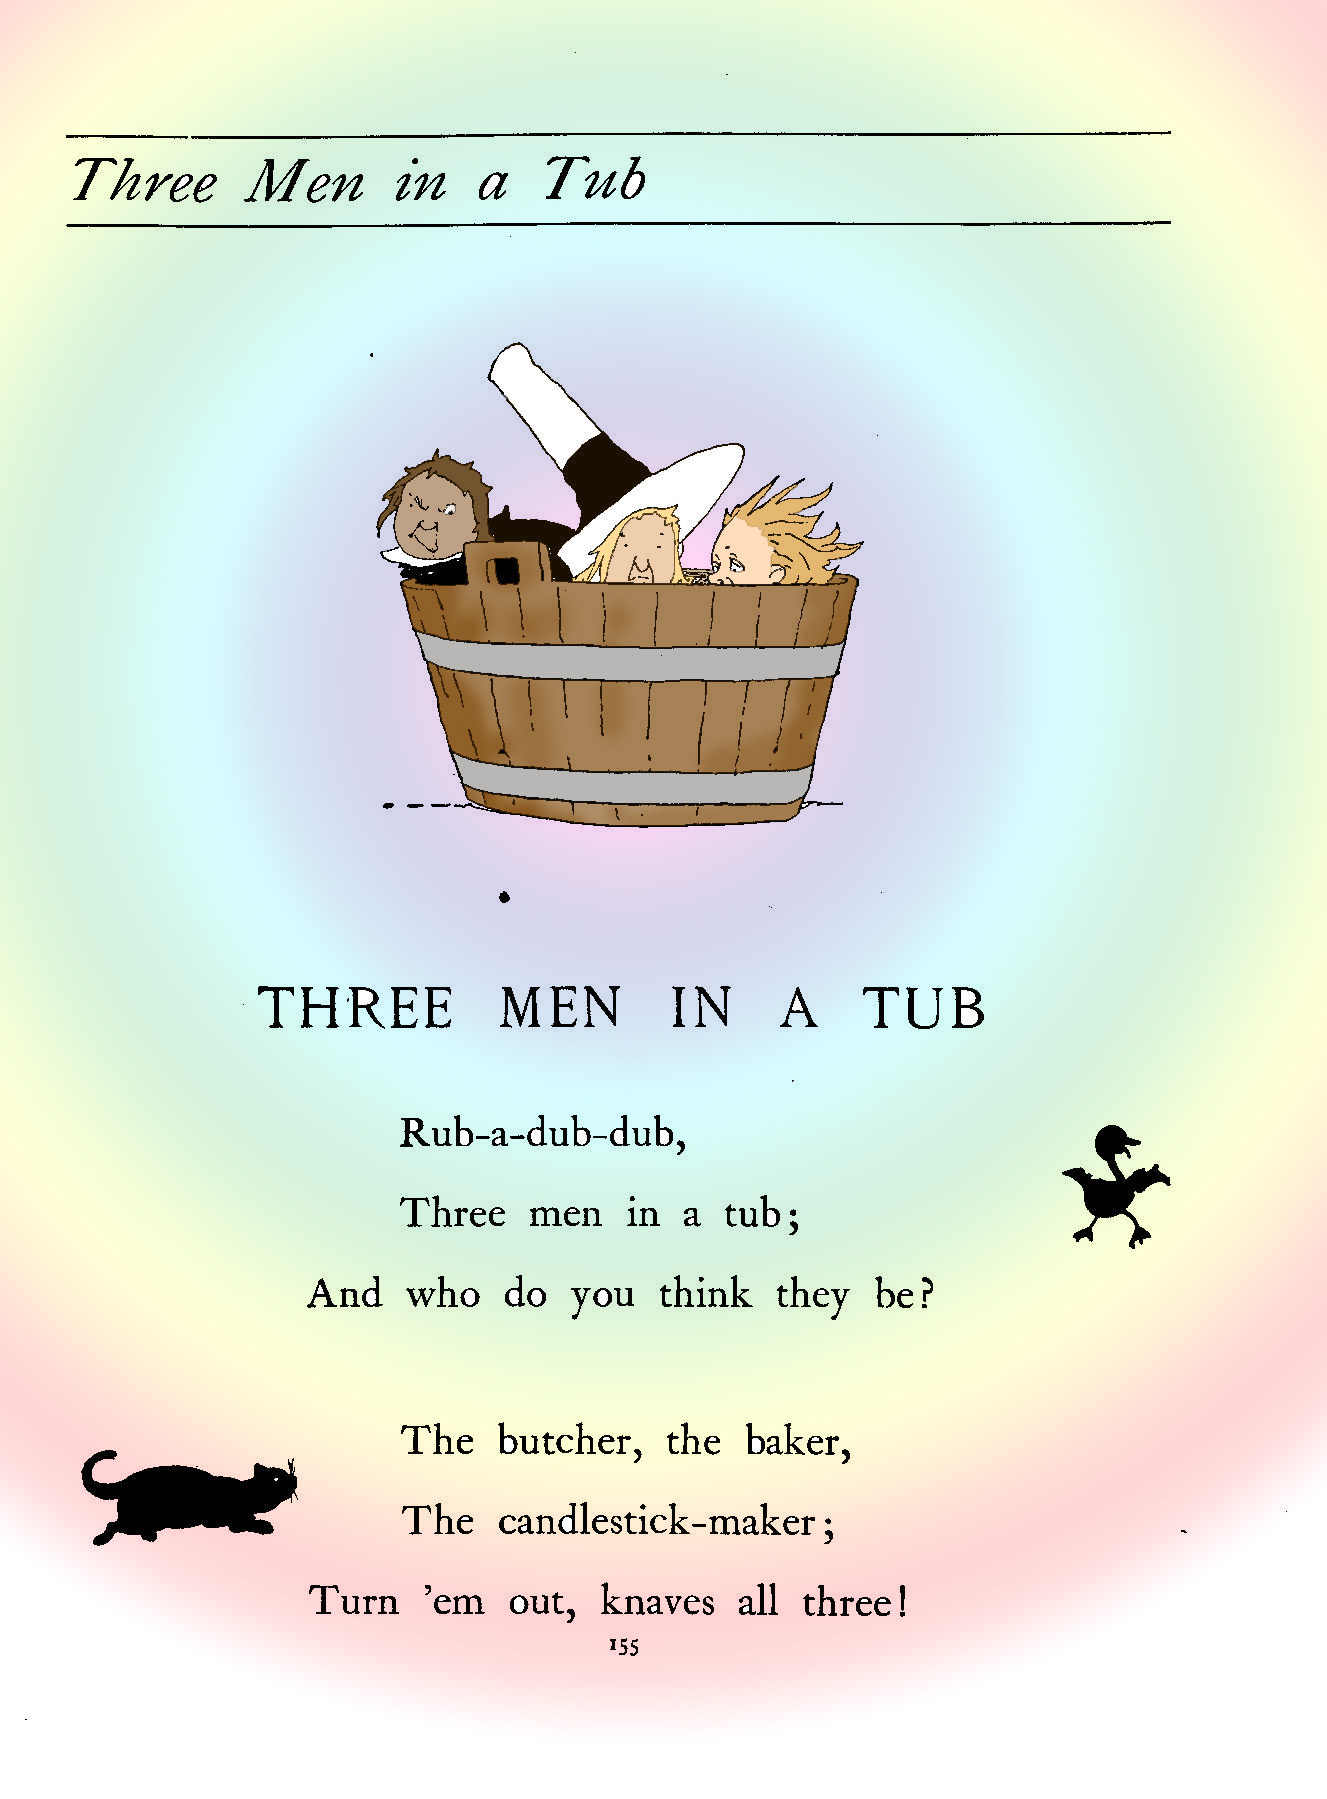 Three Men in a Tub
THREE MEN IN A TUB
Rub-a-dub-dub,
Three men in a tub;
And who do you think they be?
The butcher, the baker,
The candlestick-maker;
Turn 'em out, knaves all three!
155